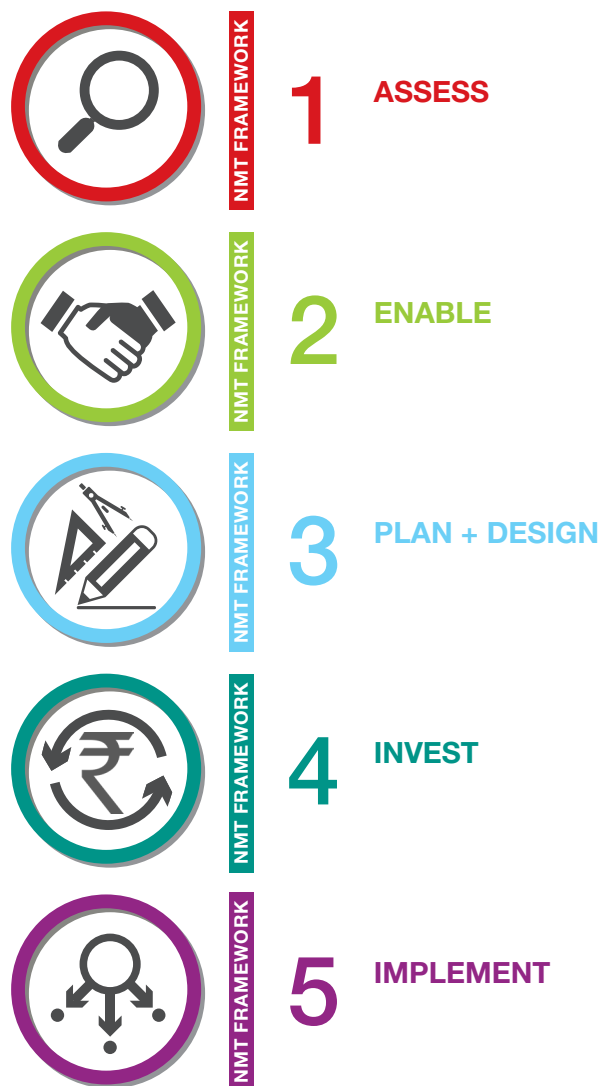 NMT FRAMEWORK
1
ASSESS
NMT FRAMEWORK
2
ENABLE
NMT FRAMEWORK
3
PLAN + DESIGN
NMT FRAMEWORK
₹
4
INVEST
NMT FRAMEWORK
5
IMPLEMENT